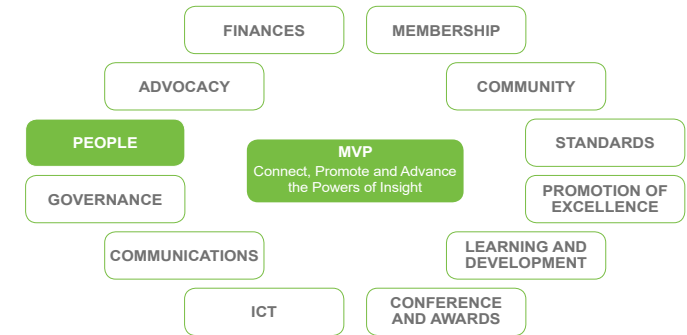 FINANCES
MEMBERSHIP
ADVOCACY
COMMUNITY
PEOPLE
MVP
Connect, Promote and Advance
the Powers of Insight
STANDARDS
GOVERNANCE
PROMOTION OF
EXCELLENCE
COMMUNICATIONS
LEARNING AND
DEVELOPMENT
ICT
CONFERENCE
AND AWARDS